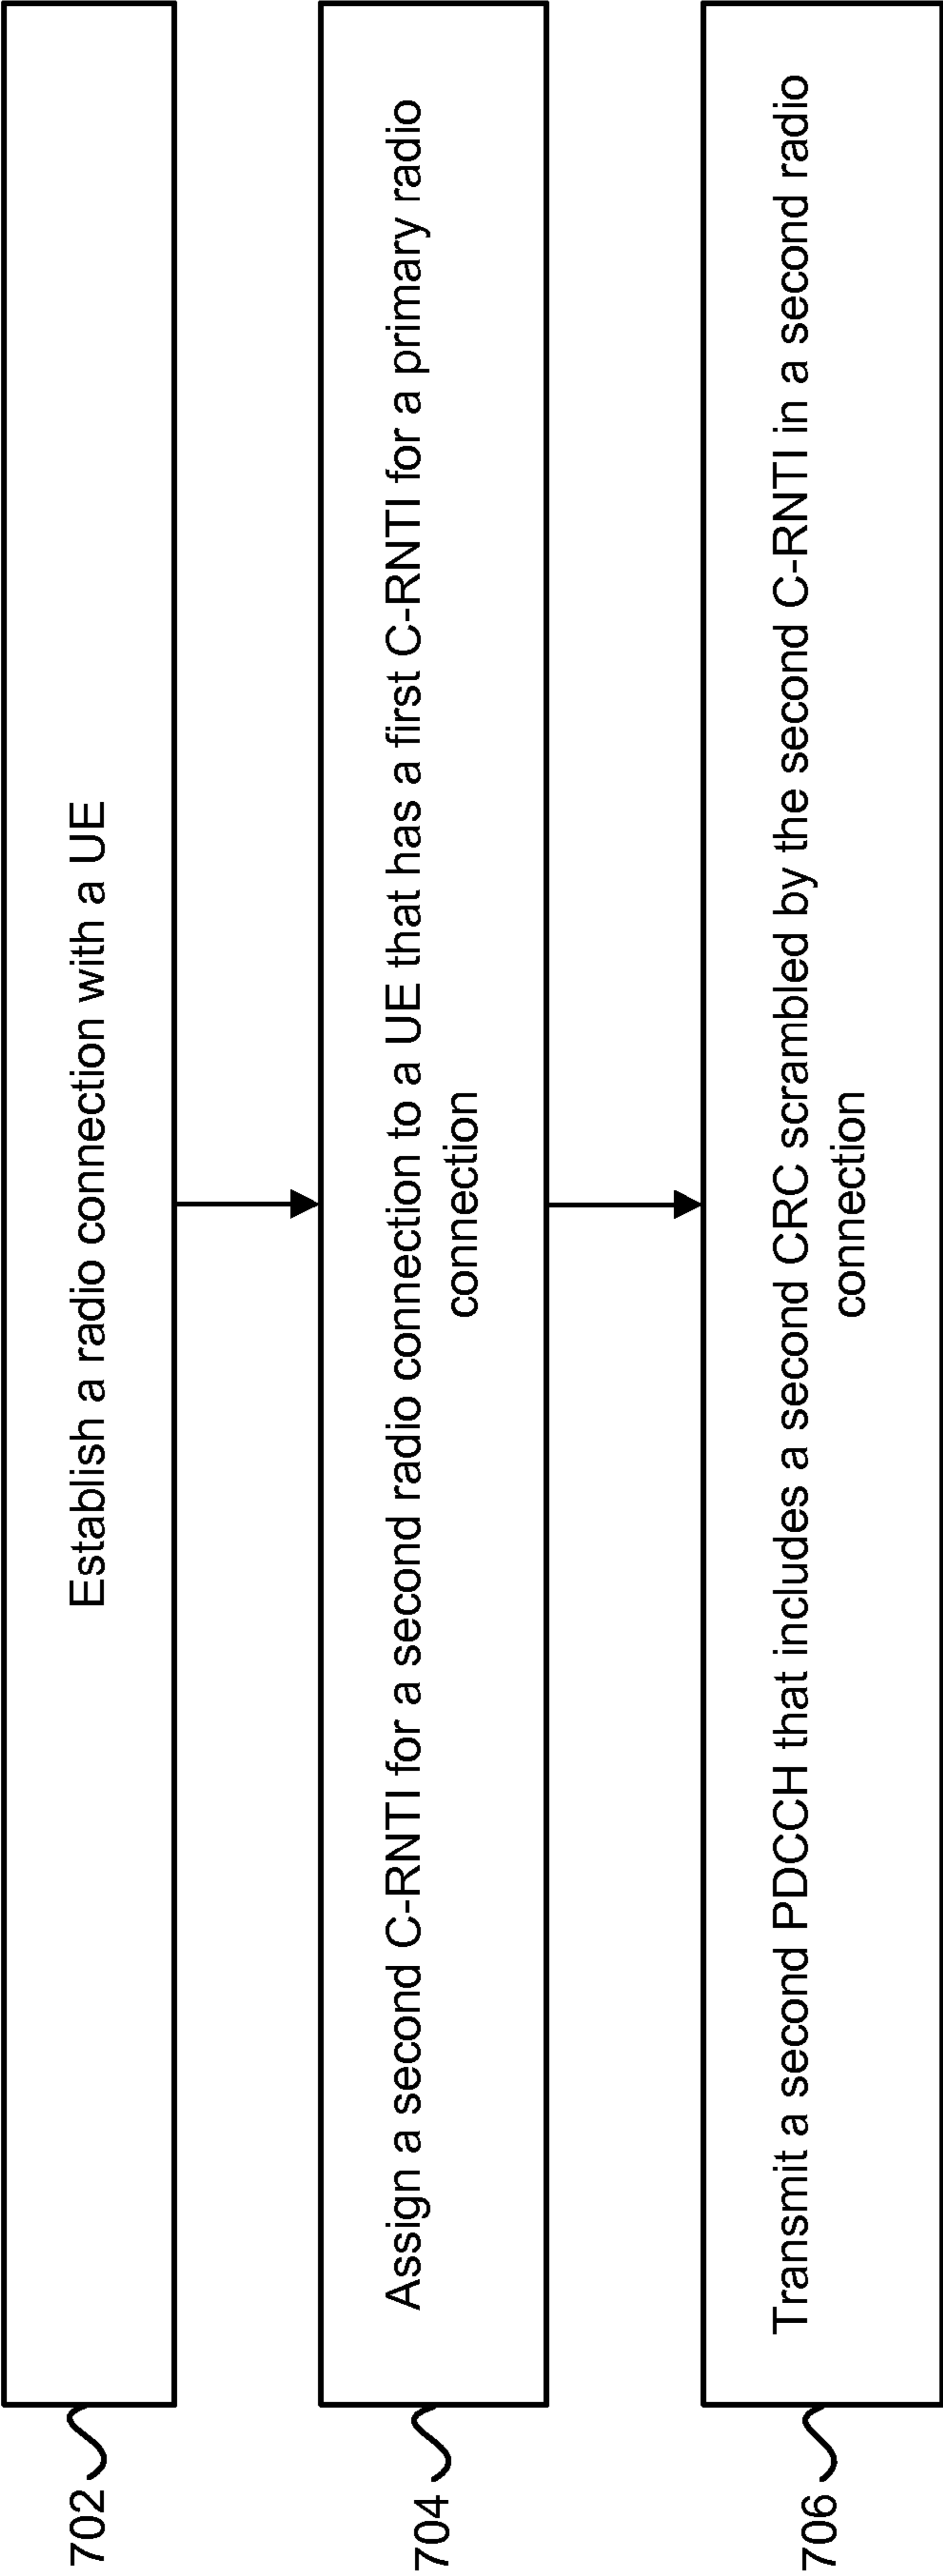 702
Establish a radio connection with a UE
704
Assign a second C-RNTI for a second radio connection to a UE that has a first C-RNTI for a primary radio
connection
706
Transmit a second PDCCH that includes a second CRC scrambled by the second C-RNTI in a second radio
connection